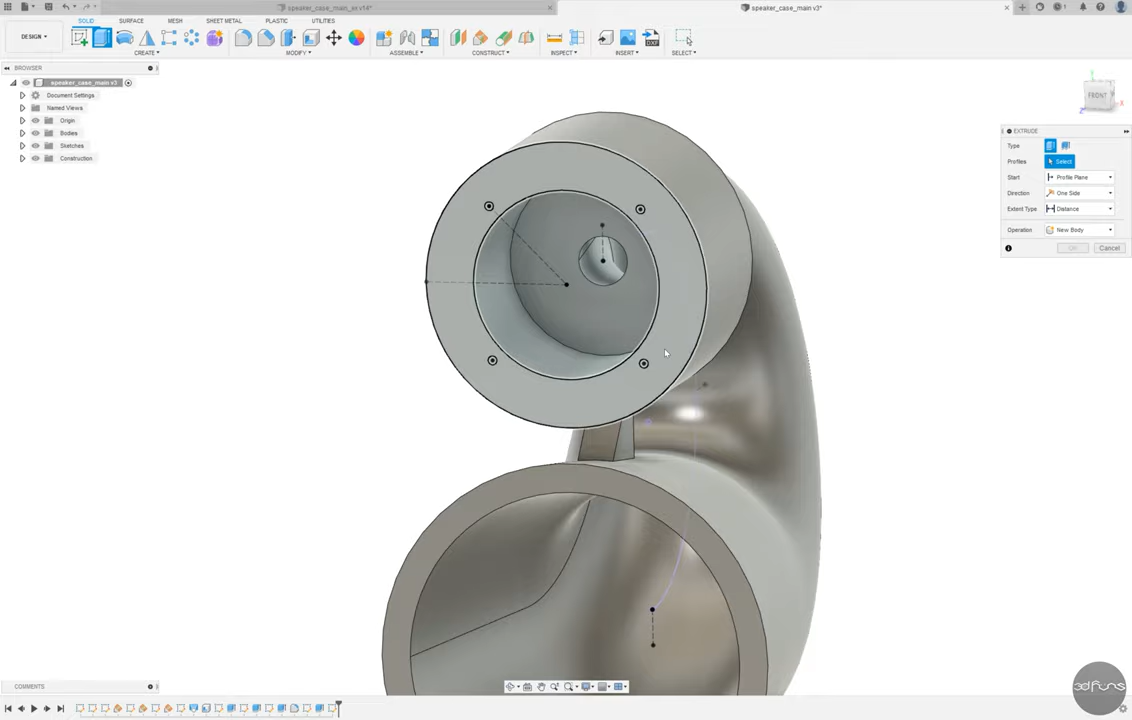 speaker_case_main_xx v14*
speaker_case_main v3*
SOLID SURFACE MESH SHEET METAL PLASTIC UTILITIES
DESIGN
CREATE MODIFY ASSEMBLE CONSTRUCT INSPECT INSERT SELECT
BROWSER
speaker_case_main v3
Document Settings
Named Views
Origin
Bodies
Sketches
Construction
FRONT
X
Y
Z
EXTRUDE
Type
Profiles Select
Start Profile Plane
Direction One Side
Extent Type Distance
Operation New Body
OK Cancel
COMMENTS
3dfuns